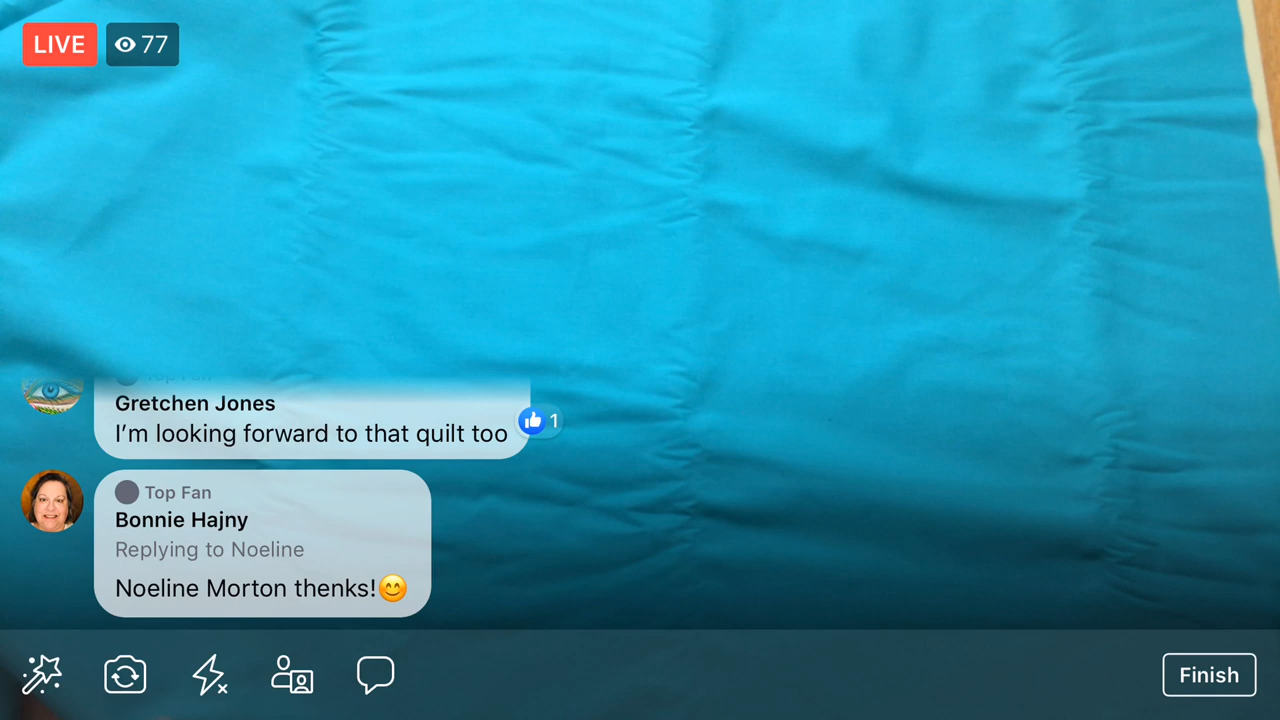 LIVE 77
Gretchen Jones
I’m looking forward to that quilt too
1
Top Fan
Bonnie Hajny
Replying to Noeline
Noeline Morton thenks!😊
Finish